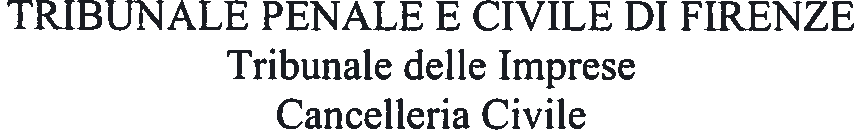 TRIBUNALE PENALE E CIVILE DI FIRENZE
Tribunale delle Imprese
Cancelleria Civile